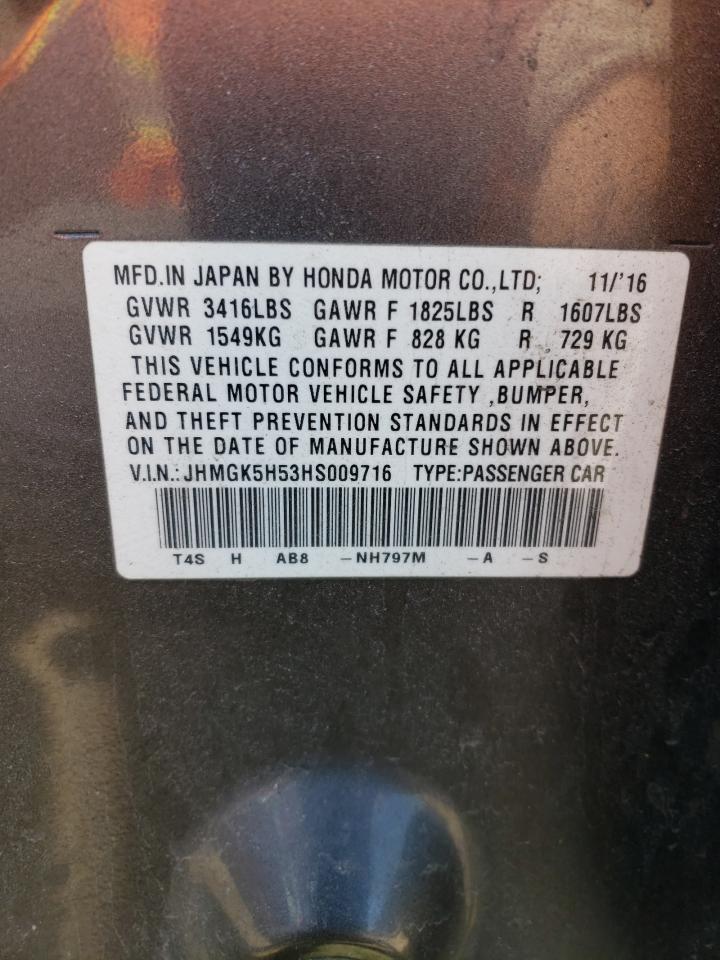 MFD.IN JAPAN BY HONDA MOTOR CO.,LTD; 11/'16
GVWR 3416LBS GAWR F 1825LBS R 1607LBS
GVWR 1549KG GAWR F 828 KG R 729 KG
THIS VEHICLE CONFORMS TO ALL APPLICABLE
FEDERAL MOTOR VEHICLE SAFETY ,BUMPER,
AND THEFT PREVENTION STANDARDS IN EFFECT
ON THE DATE OF MANUFACTURE SHOWN ABOVE.
V.I.N.: JHMGK5H53HS009716 TYPE:PASSENGER CAR
T4S H AB8 –NH797M –A –S